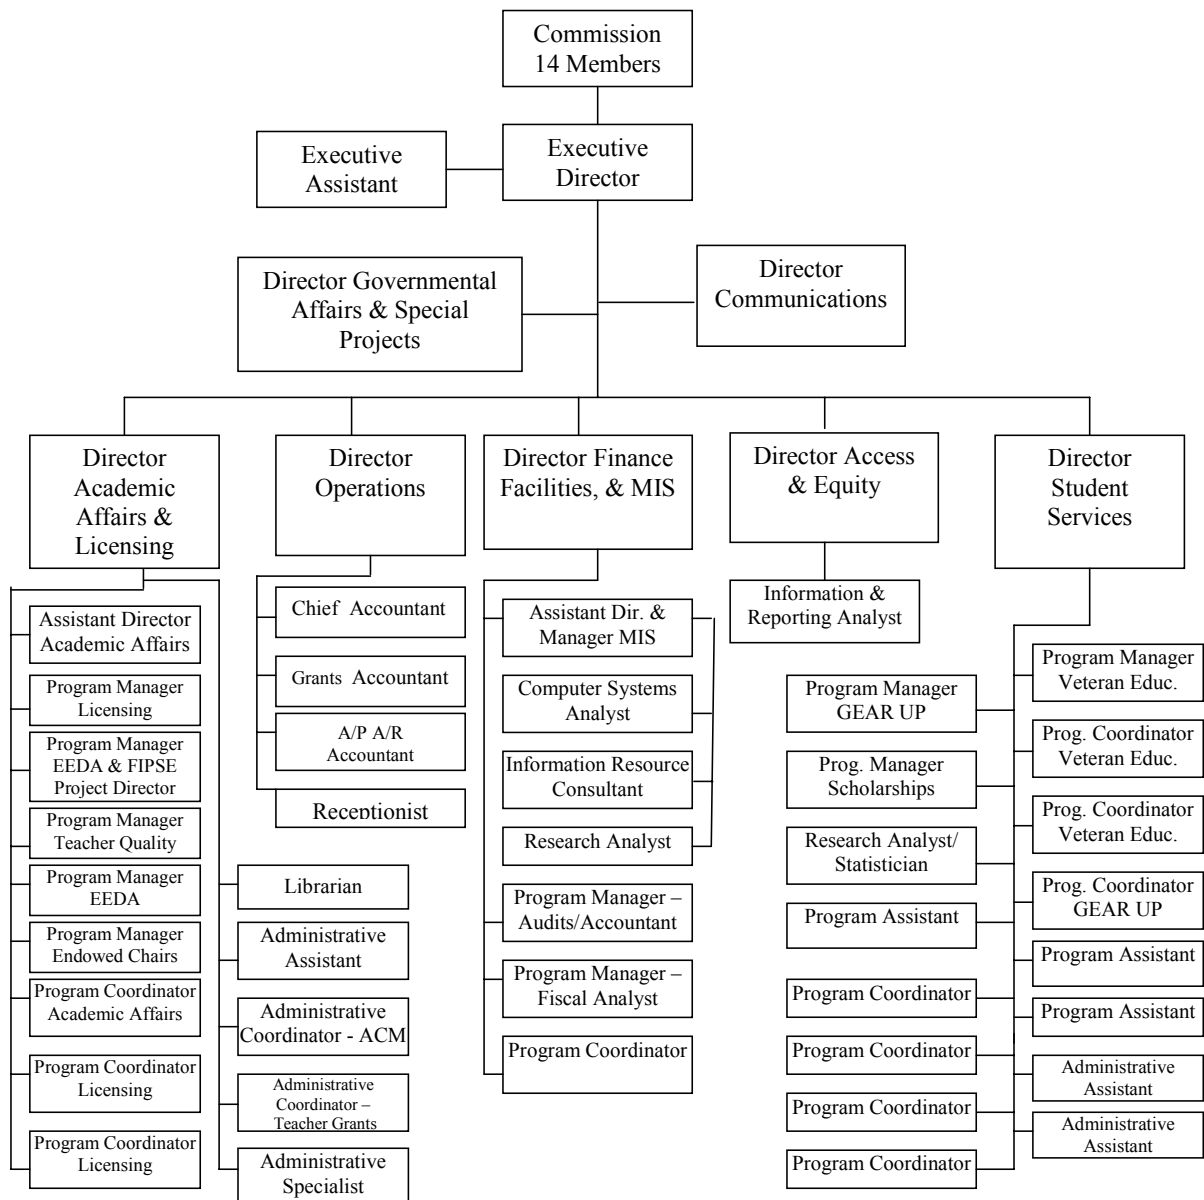 Commission
14 Members
Executive
Assistant
Executive
Director
Director Governmental
Affairs & Special
Projects
Director
Communications
Director
Academic
Affairs &
Licensing
Director
Operations
Director Finance
Facilities, & MIS
Director Access
& Equity
Director
Student
Services
Assistant Director
Academic Affairs
Program Manager
Licensing
Program Manager
EEDA & FIPSE
Project Director
Program Manager
Teacher Quality
Program Manager
EEDA
Program Manager
Endowed Chairs
Program Coordinator
Academic Affairs
Program Coordinator
Licensing
Program Coordinator
Licensing
Librarian
Administrative
Assistant
Administrative
Coordinator - ACM
Administrative
Coordinator –
Teacher Grants
Administrative
Specialist
Chief Accountant
Grants Accountant
A/P A/R
Accountant
Receptionist
Assistant Dir. &
Manager MIS
Computer Systems
Analyst
Information Resource
Consultant
Research Analyst
Program Manager –
Audits/Accountant
Program Manager –
Fiscal Analyst
Program Coordinator
Information &
Reporting Analyst
Program Manager
GEAR UP
Prog. Manager
Scholarships
Research Analyst/
Statistician
Program Assistant
Program Coordinator
Program Coordinator
Program Coordinator
Program Coordinator
Program Manager
Veteran Educ.
Prog. Coordinator
Veteran Educ.
Prog. Coordinator
Veteran Educ.
Prog. Coordinator
GEAR UP
Program Assistant
Program Assistant
Administrative
Assistant
Administrative
Assistant